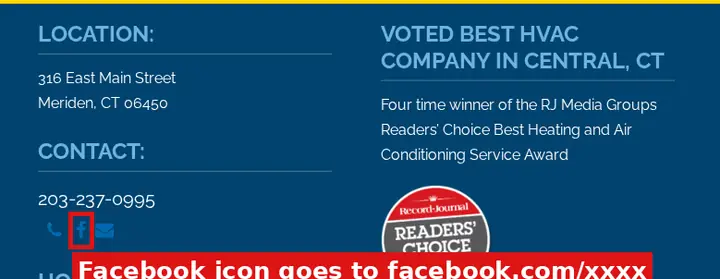 LOCATION:
316 East Main Street
Meriden, CT 06450
CONTACT:
203-237-0995
VOTED BEST HVAC
COMPANY IN CENTRAL, CT
Four time winner of the RJ Media Groups
Readers' Choice Best Heating and Air
Conditioning Service Award
Record-Journal
READERS'
CHOICE
Facebook icon goes to facebook.com/xxxx